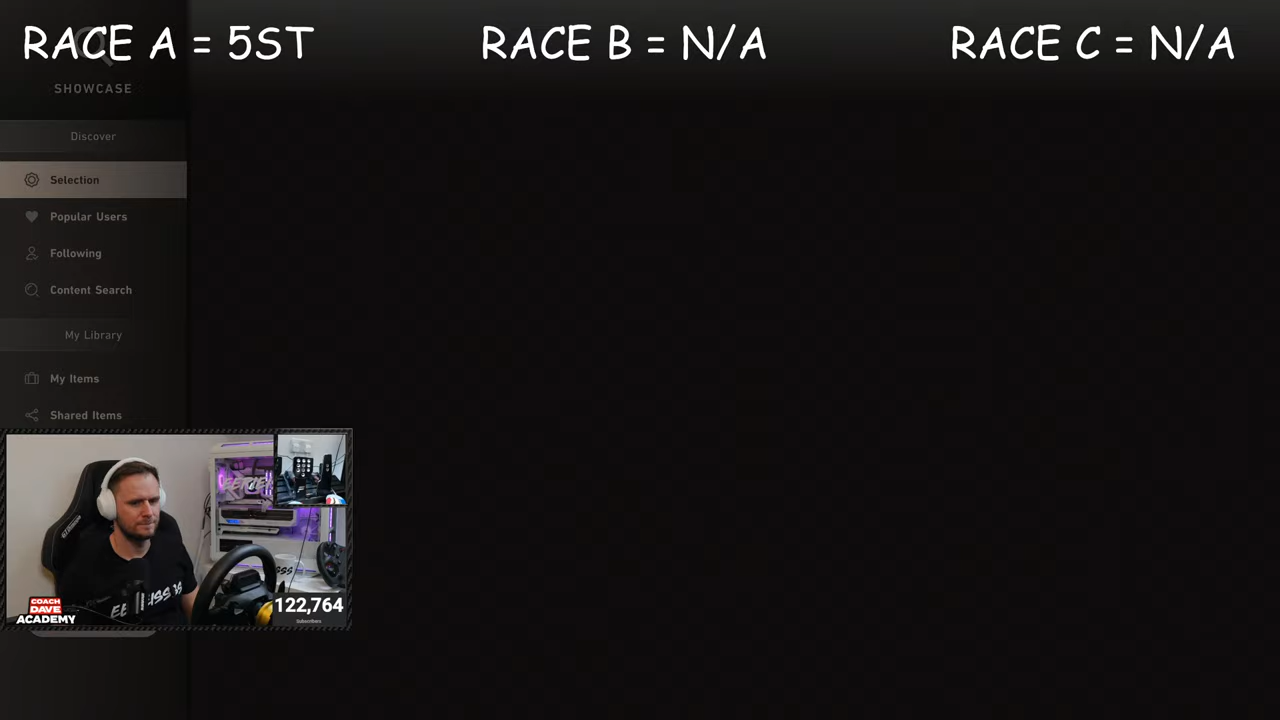 RACE A = 5ST
RACE B = N/A
RACE C = N/A
SHOWCASE
Discover
Selection
Popular Users
Following
Content Search
My Library
My Items
Shared Items
COACH
DAVE
ACADEMY
122,764
Subscribers